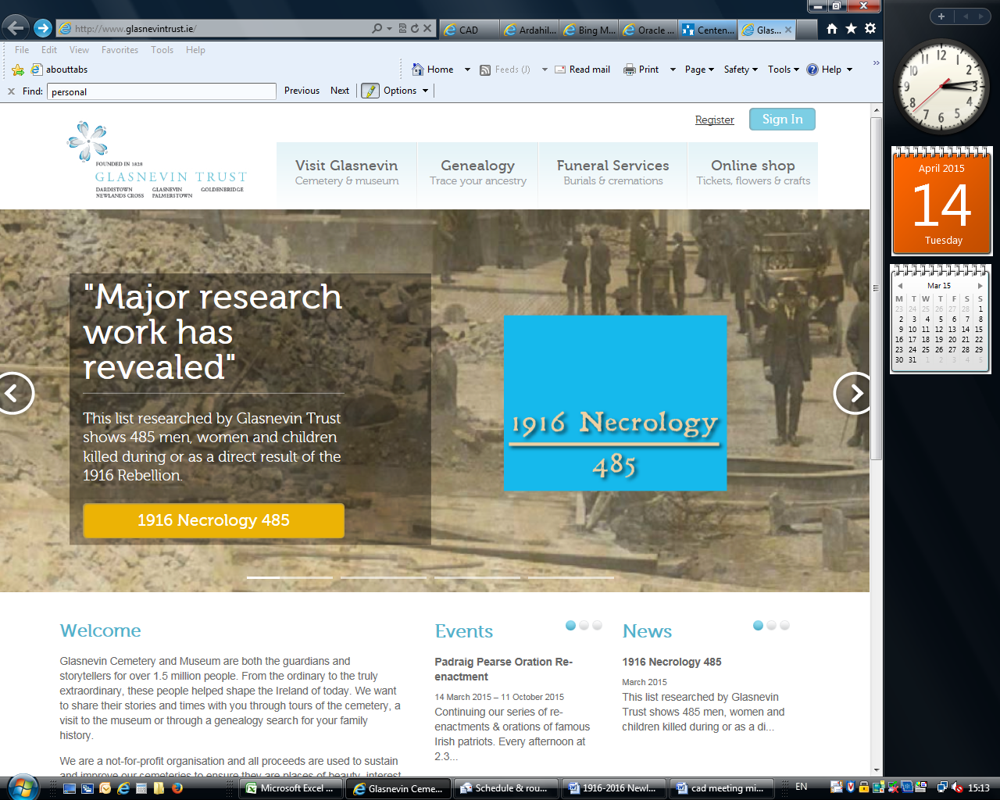 http://www.glasnevintrust.ie/
CAD
Ardahil...
Bing M...
Oracle ...
Centen...
Glas...
File Edit View Favorites Tools Help
abouttabs
Home Feeds (J) Read mail Print Page Safety Tools Help
Find: personal Previous Next Options
Register Sign In
FOUNDED IN 1828
GLASNEVIN TRUST
DARDISTOWN GLASNEVIN GOLDENBRIDGE
NEWLANDS CROSS PALMERSTOWN
Visit Glasnevin
Cemetery & museum
Genealogy
Trace your ancestry
Funeral Services
Burials & cremations
Online shop
Tickets, flowers & crafts
"Major research
work has
revealed"
This list researched by Glasnevin Trust
shows 485 men, women and children
killed during or as a direct result of the
1916 Rebellion.
1916 Necrology 485
1916 Necrology
485
Welcome
Glasnevin Cemetery and Museum are both the guardians and
storytellers for over 1.5 million people. From the ordinary to the truly
extraordinary, these people helped shape the Ireland of today. We want
to share their stories and times with you through tours of the cemetery, a
visit to the museum or through a genealogy search for your family
history.
We are a not-for-profit organisation and all proceeds are used to sustain
and improve our cemeteries to ensure they are places of beauty, interest
Events
Padraig Pearse Oration Re-
enactment
14 March 2015 – 11 October 2015
Continuing our series of re-
enactments & orations of famous
Irish patriots. Every afternoon at
2.3...
News
1916 Necrology 485
March 2015
This list researched by Glasnevin
Trust shows 485 men, women and
children killed during or as a di...
12 1 2 3 4 5 6 7 8 9 10 11
April 2015
14
Tuesday
Mar 15
M T W T F S S
23 24 25 26 27 28 1
2 3 4 5 6 7 8
9 10 11 12 13 14 15
16 17 18 19 20 21 22
23 24 25 26 27 28 29
30 31 1 2 3 4 5
Microsoft Excel ...
Glasnevin Ceme...
Schedule & rou...
1916-2016 Newl...
cad meeting mi...
EN
15:13